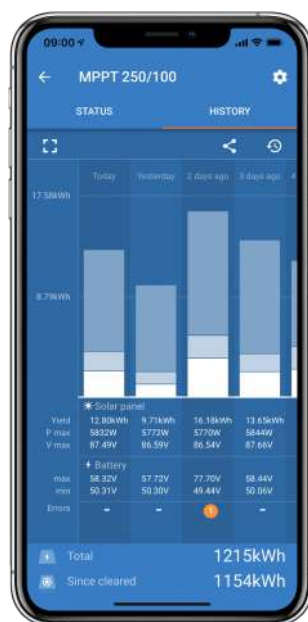 09:00
MPPT 250/100
STATUS HISTORY
Today Yesterday 2 days ago 3 days ago 4
17.58kWh
8.79kWh
Solar panel
Yield 12.80kWh 9.71kWh 16.18kWh 13.65kWh
P max 5832W 5772W 5770W 5844W
V max 87.49V 86.59V 86.54V 87.66V
Battery
max 58.32V 57.72V 77.70V 58.44V
min 50.31V 50.30V 49.44V 50.06V
Errors - - 1 -
Total 1215kWh
Since cleared 1154kWh